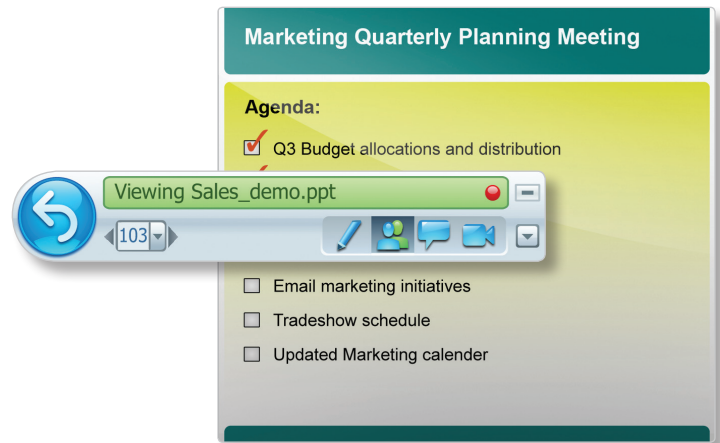 Marketing Quarterly Planning Meeting
Agenda:
Q3 Budget allocations and distribution
Viewing Sales_demo.ppt
103
Email marketing initiatives
Tradeshow schedule
Updated Marketing calender